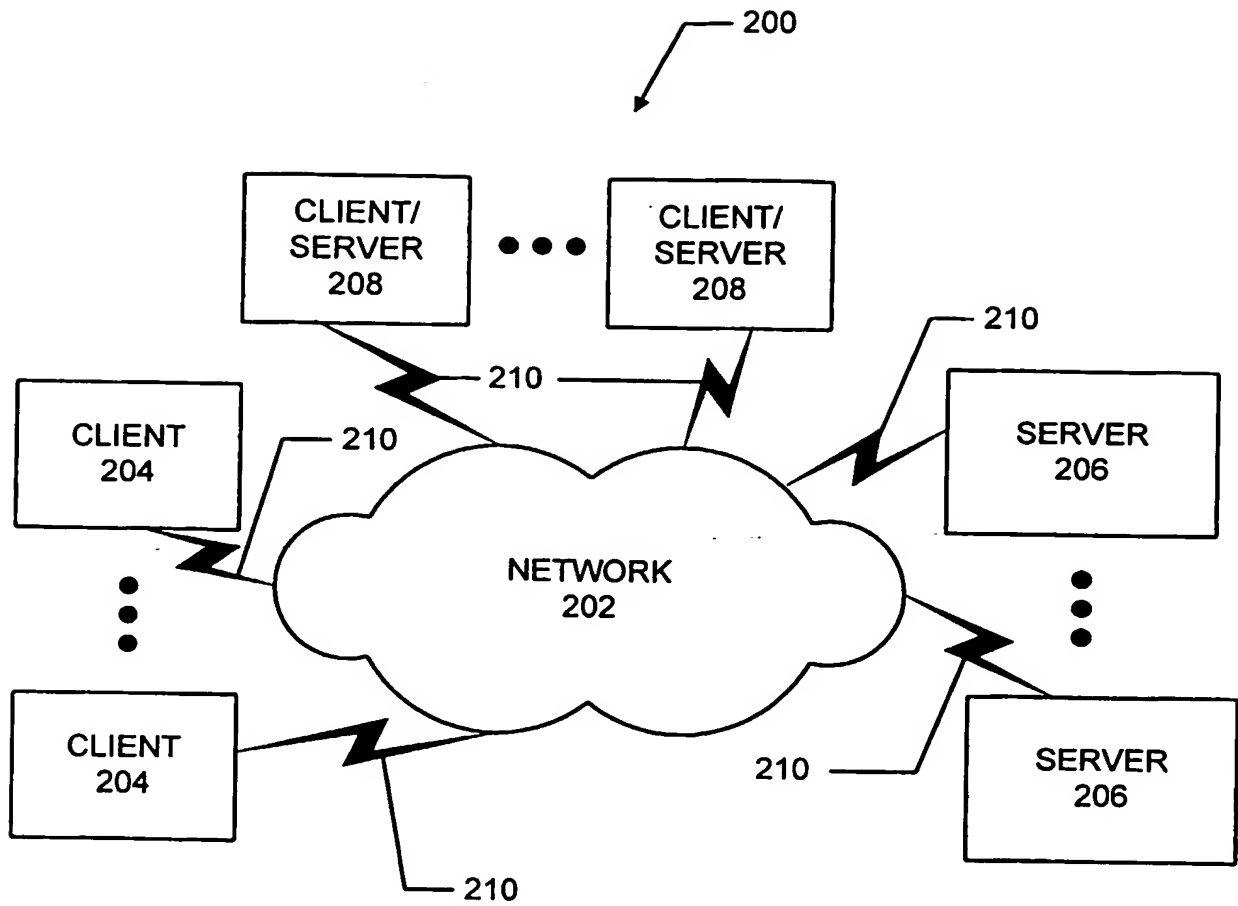 200
CLIENT/
SERVER
208
CLIENT/
SERVER
208
210
210
CLIENT
204
210
SERVER
206
NETWORK
202
CLIENT
204
210
SERVER
206
210